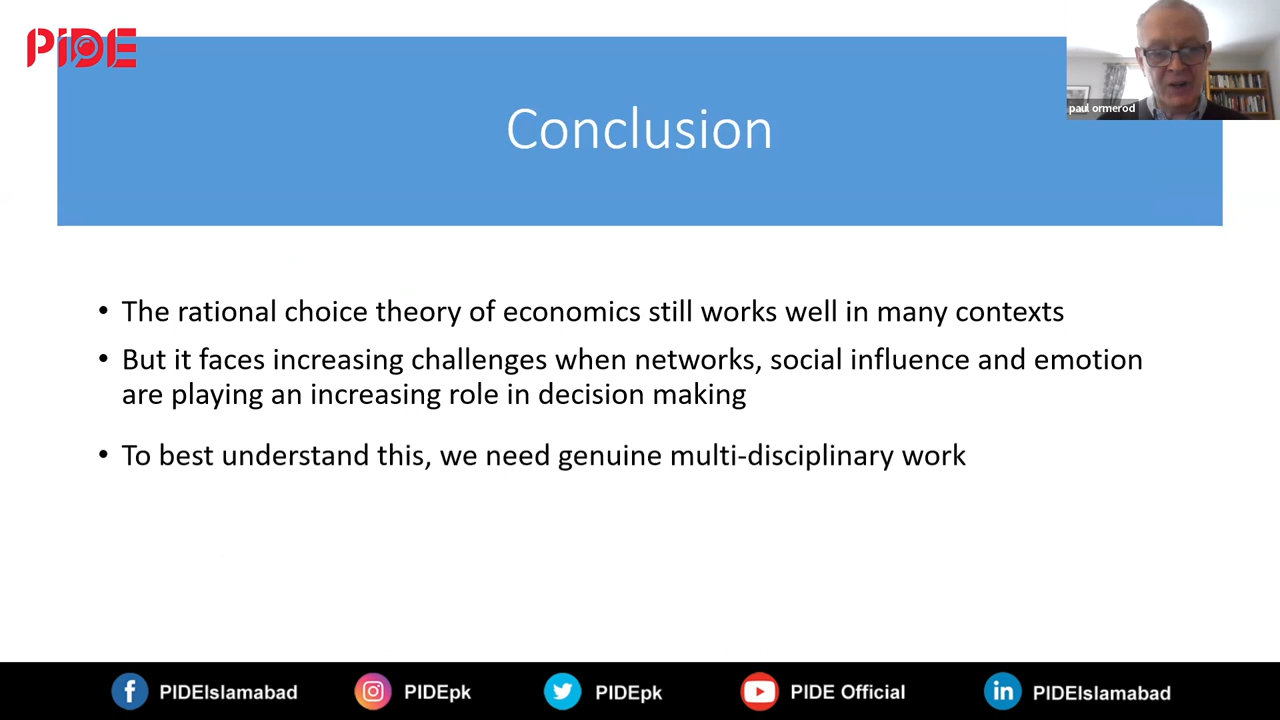 PiDE
paul ormerod
Conclusion
• The rational choice theory of economics still works well in many contexts
• But it faces increasing challenges when networks, social influence and emotion
are playing an increasing role in decision making
• To best understand this, we need genuine multi-disciplinary work
PIDEIslamabad
PIDEpk
PIDEpk
PIDE Official
PIDEIslamabad